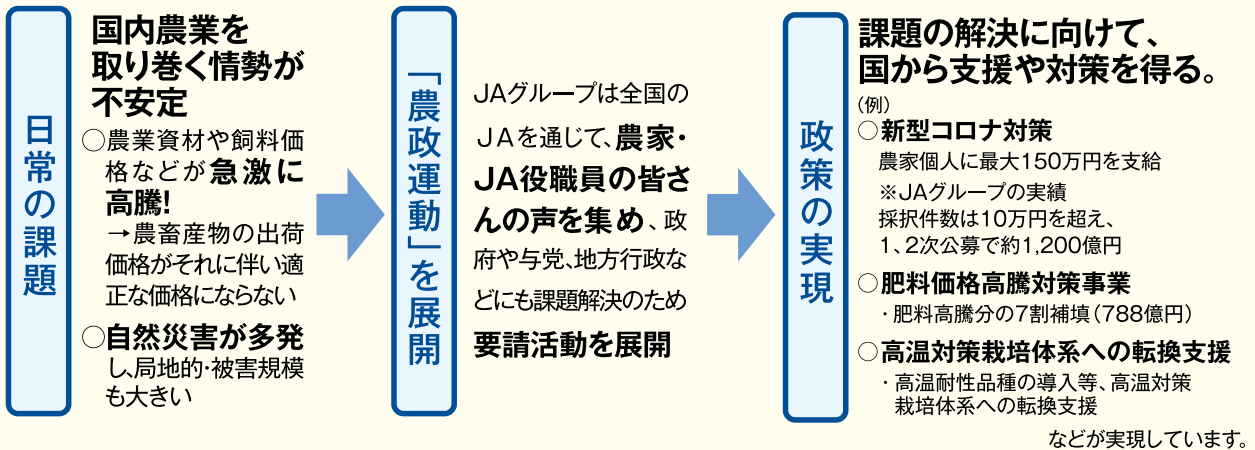 日常の課題
国内農業を
取り巻く情勢が
不安定
○農業資材や飼料価
格などが急激に
高騰!
→農畜産物の出荷
価格がそれに伴い適
正な価格にならない
○自然災害が多発
し、局地的・被害規模
も大きい
「農政運動」を展開
JAグループは全国の
JAを通じて、農家・
JA役職員の皆さ
んの声を集め、政
府や与党、地方行政な
どにも課題解決のため
要請活動を展開
政策の実現
課題の解決に向けて、
国から支援や対策を得る。
(例)
○新型コロナ対策
農家個人に最大150万円を支給
※JAグループの実績
採択件数は10万円を超え、
1、2次公募で約1,200億円
○肥料価格高騰対策事業
・肥料高騰分の7割補填(788億円)
○高温対策栽培体系への転換支援
・高温耐性品種の導入等、高温対策
栽培体系への転換支援
などが実現しています。